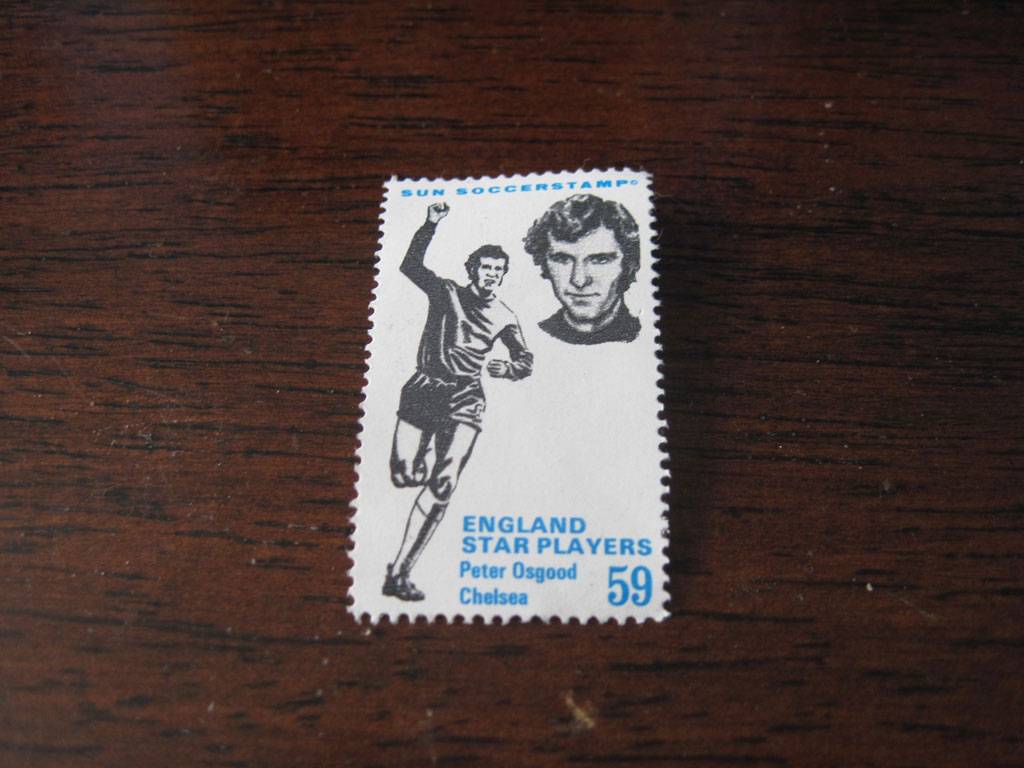 SUN SOCCERSTAMP©
ENGLAND
STAR PLAYERS
Peter Osgood
Chelsea
59